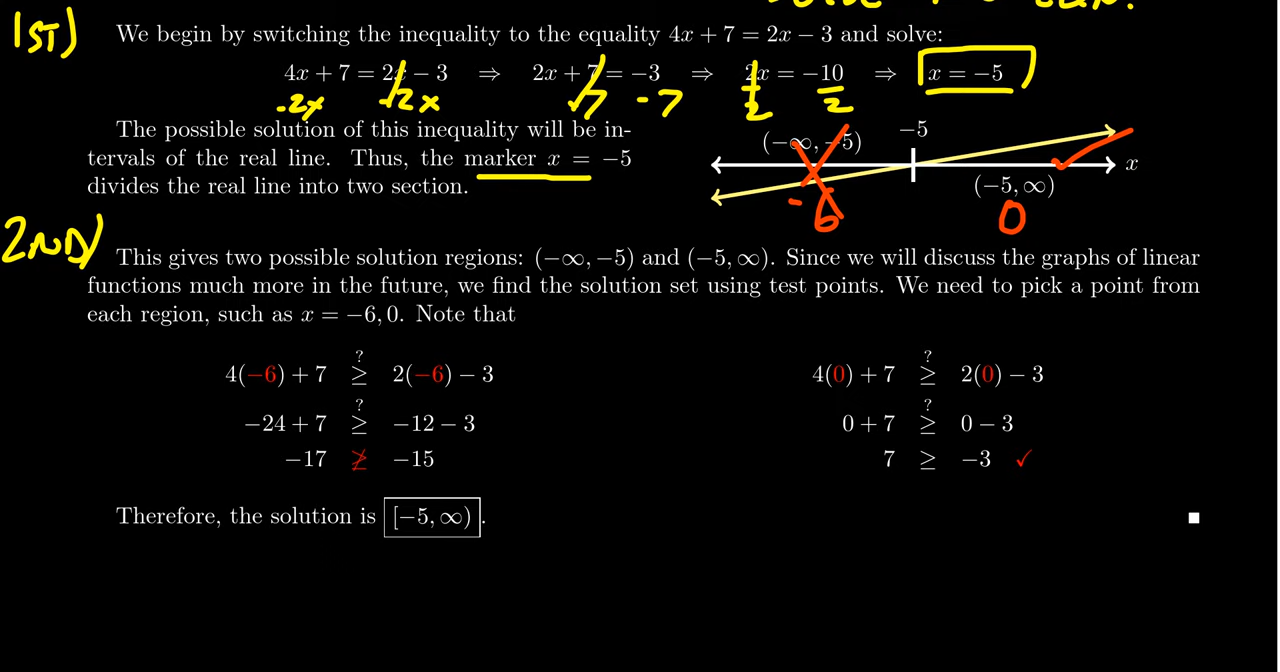 1ST)
We begin by switching the inequality to the equality 4x + 7 = 2x − 3 and solve:
4x + 7 = 2x − 3 ⇒ 2x + 7 = −3 ⇒ 2x = −10 ⇒ x = −5
-2x -2x -7 -7 2 2
The possible solution of this inequality will be in-
tervals of the real line. Thus, the marker x = −5
divides the real line into two section.
(−∞, −5) −5
x
(−5, ∞)
-6 0
2ND)
This gives two possible solution regions: (−∞, −5) and (−5, ∞). Since we will discuss the graphs of linear
functions much more in the future, we find the solution set using test points. We need to pick a point from
each region, such as x = −6, 0. Note that
4(−6) + 7 ≥? 2(−6) − 3
−24 + 7 ≥? −12 − 3
−17 ≱ −15
4(0) + 7 ≥? 2(0) − 3
0 + 7 ≥? 0 − 3
7 ≥ −3 ✓
Therefore, the solution is [−5, ∞).